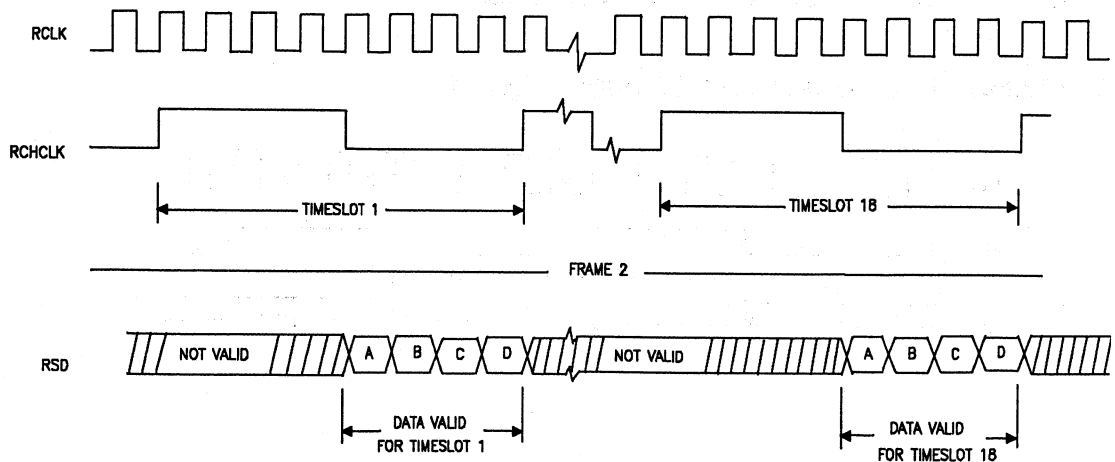 RCLK
RCHCLK
TIMESLOT 1
TIMESLOT 18
FRAME 2
RSD
NOT VALID
A
B
C
D
NOT VALID
A
B
C
D
DATA VALID
FOR TIMESLOT 1
DATA VALID
FOR TIMESLOT 18